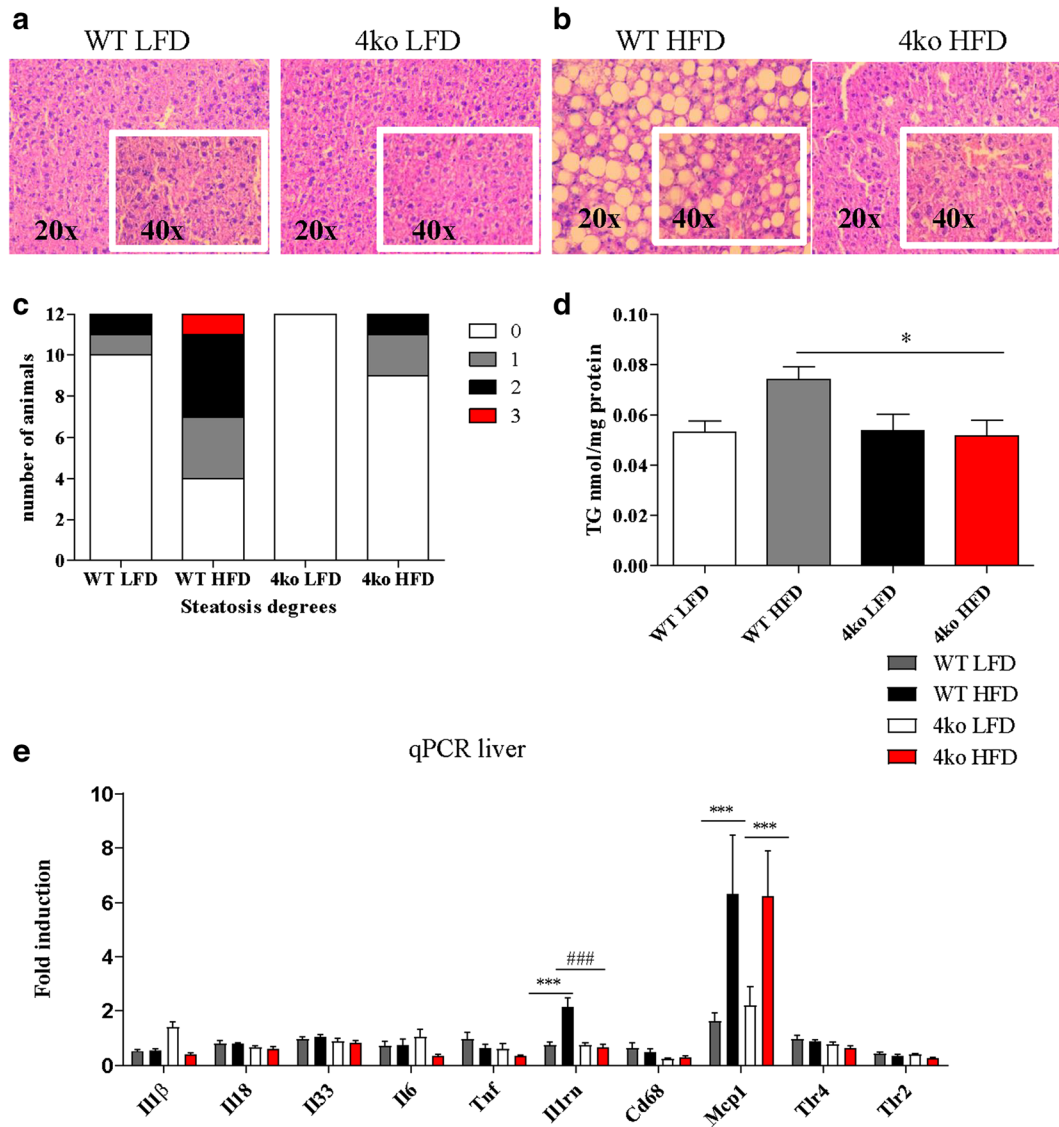 a
b
WT LFD
4ko LFD
WT HFD
4ko HFD
20x
40x
20x
40x
20x
40x
20x
40x
c
number of animals
12
10
8
6
4
2
0
WT LFD
WT HFD
4ko LFD
4ko HFD
Steatosis degrees
0
1
2
3
d
TG nmol/mg protein
0.10
0.08
0.06
0.04
0.02
0.00
*
WT LFD
WT HFD
4ko LFD
4ko HFD
WT LFD
WT HFD
4ko LFD
4ko HFD
e
qPCR liver
Fold induction
10
8
6
4
2
0
***
###
***
***
Il1β
Il18
Il33
Il6
Tnf
Il1rn
Cd68
Mcp1
Tlr4
Tlr2